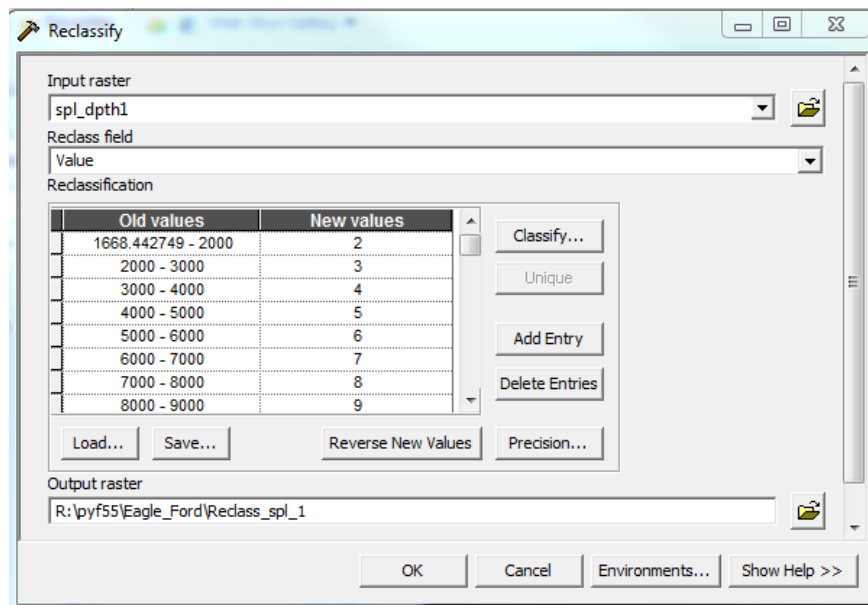 Reclassify
Input raster
spl_dpth1
Reclass field
Value
Reclassification
Old values New values
1668.442749 - 2000 2
2000 - 3000 3
3000 - 4000 4
4000 - 5000 5
5000 - 6000 6
6000 - 7000 7
7000 - 8000 8
8000 - 9000 9
Classify...
Unique
Add Entry
Delete Entries
Load... Save... Reverse New Values Precision...
Output raster
R:\pyf55\Eagle_Ford\Reclass_spl_1
OK Cancel Environments... Show Help >>